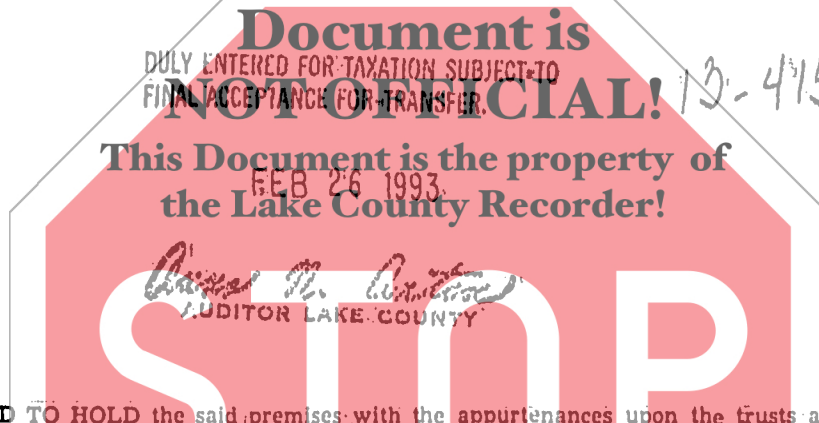 Document is
DULY ENTERED FOR TAXATION SUBJECT TO
FINAL ACCEPTANCE FOR TRANSFER.
NOT OFFICIAL!
This Document is the property of
FEB 26 1993
the Lake County Recorder!
AUDITOR LAKE COUNTY
STOP
TO HOLD the said premises with the appurtenances upon the trusts